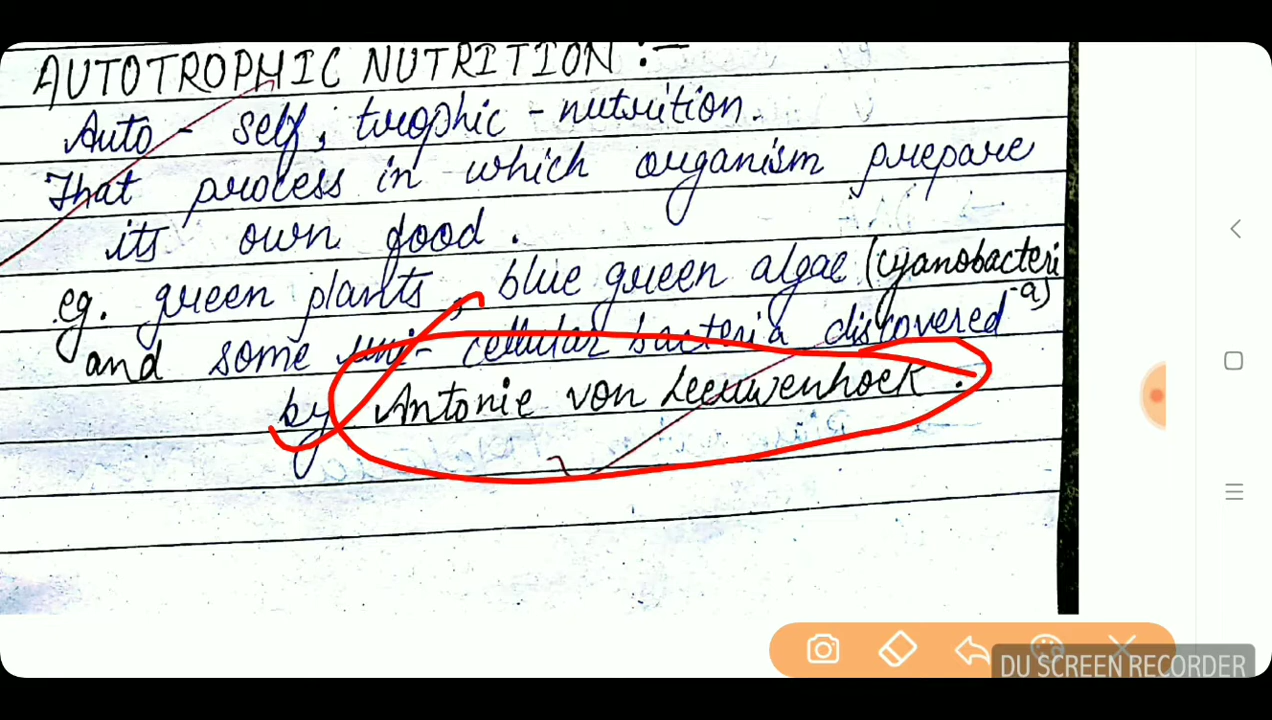 AUTOTROPHIC NUTRITION :-
Auto - self ; trophic - nutrition.
That process in which organism prepare
its own food.
eg. green plants, blue green algae (cyanobacteri
-a)
and some uni-cellular bacteria discovered
by Antonie von Leeuwenhoek.
DU SCREEN RECORDER